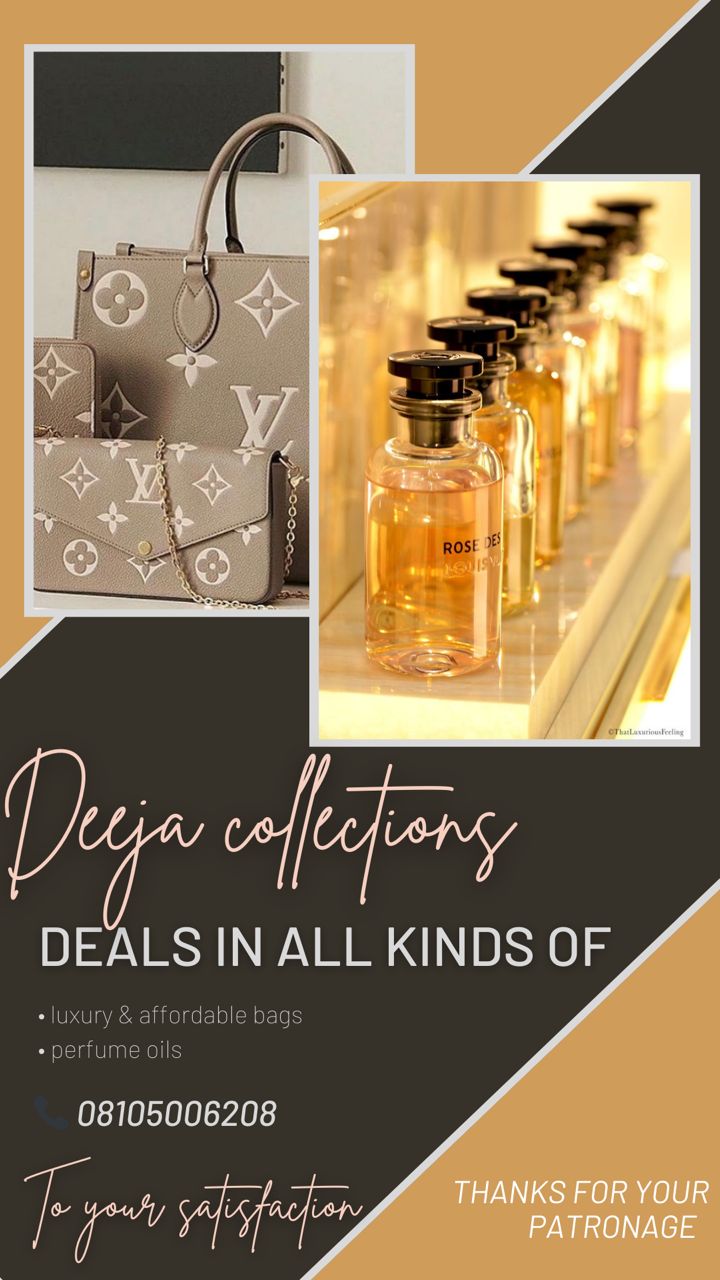 LV
LV
ROSE DES
©ThatLuxuriousFeeling
Deeja collections
DEALS IN ALL KINDS OF
• luxury & affordable bags
• perfume oils
08105006208
To your satisfaction
THANKS FOR YOUR
PATRONAGE